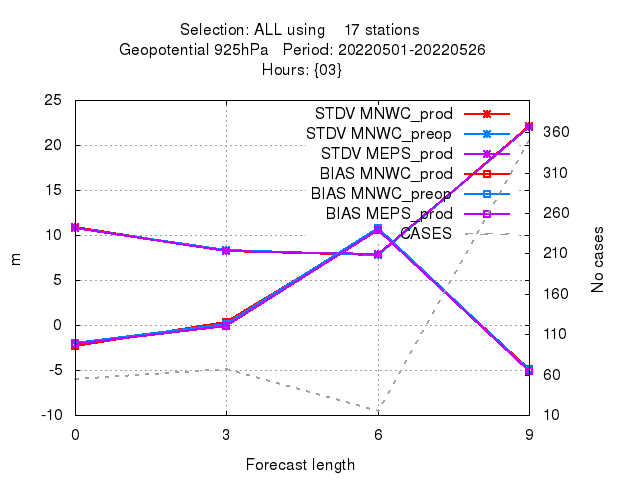 Selection: ALL using    17 stations
Geopotential 925hPa   Period: 20220501-20220526
Hours: {03}
25
20
15
10
5
0
-5
-10
m
STDV MNWC_prod
STDV MNWC_preop
STDV MEPS_prod
BIAS MNWC_prod
BIAS MNWC_preop
BIAS MEPS_prod
CASES
360
310
260
210
160
110
60
10
No cases
0 3 6 9
Forecast length